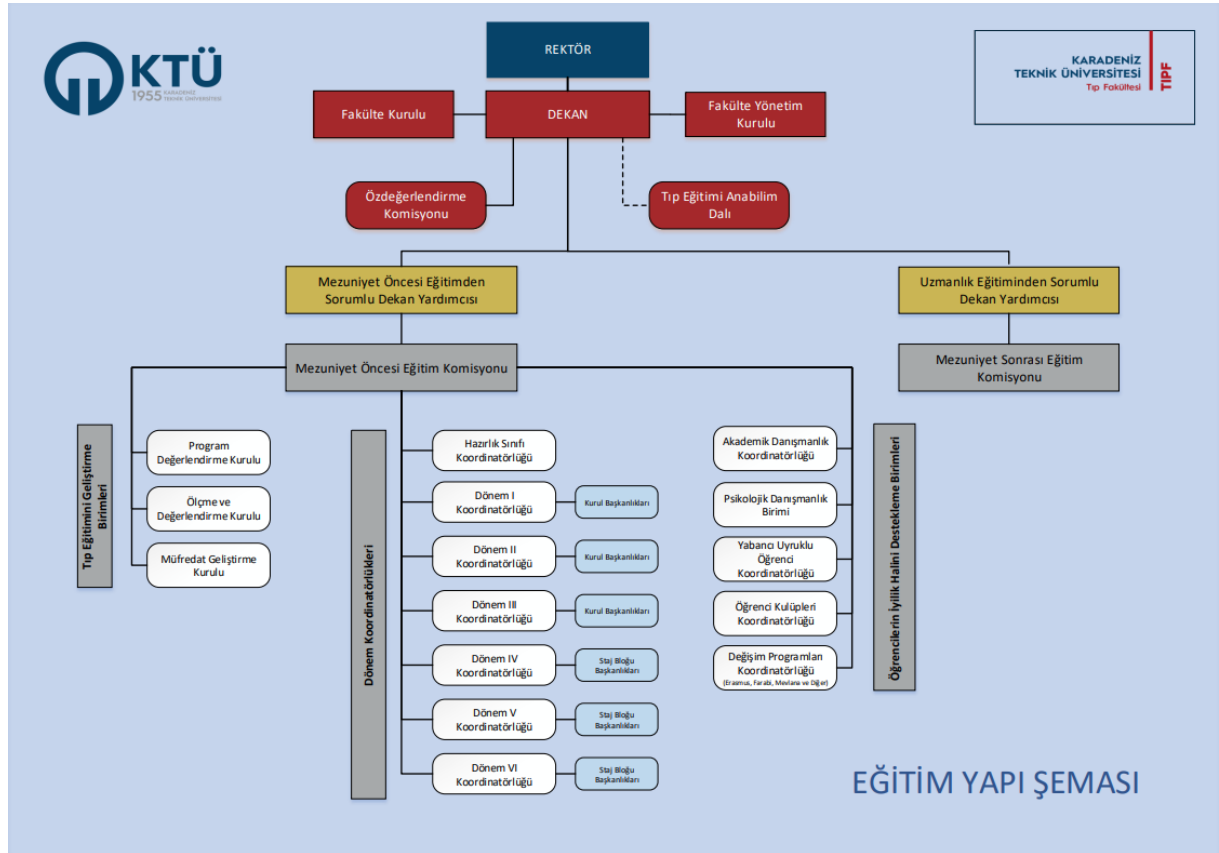 KTÜ
1955 KARADENİZ
TEKNİK ÜNİVERSİTESİ
KARADENİZ
TEKNİK ÜNİVERSİTESİ
Tıp Fakültesi
TIPF
REKTÖR
Fakülte Kurulu
DEKAN
Fakülte Yönetim
Kurulu
Özdeğerlendirme
Komisyonu
Tıp Eğitimi Anabilim
Dalı
Mezuniyet Öncesi Eğitimden
Sorumlu Dekan Yardımcısı
Uzmanlık Eğitiminden Sorumlu
Dekan Yardımcısı
Mezuniyet Öncesi Eğitim Komisyonu
Mezuniyet Sonrası Eğitim
Komisyonu
Tıp Eğitimini Geliştirme
Birimleri
Program
Değerlendirme Kurulu
Ölçme ve
Değerlendirme Kurulu
Müfredat Geliştirme
Kurulu
Dönem Koordinatörlükleri
Hazırlık Sınıfı
Koordinatörlüğü
Dönem I
Koordinatörlüğü
Kurul Başkanlıkları
Dönem II
Koordinatörlüğü
Kurul Başkanlıkları
Dönem III
Koordinatörlüğü
Kurul Başkanlıkları
Dönem IV
Koordinatörlüğü
Staj Bloğu
Başkanlıkları
Dönem V
Koordinatörlüğü
Staj Bloğu
Başkanlıkları
Dönem VI
Koordinatörlüğü
Staj Bloğu
Başkanlıkları
Akademik Danışmanlık
Koordinatörlüğü
Psikolojik Danışmanlık
Birimi
Yabancı Uyruklu
Öğrenci
Koordinatörlüğü
Öğrenci Kulüpleri
Koordinatörlüğü
Değişim Programları
Koordinatörlüğü
(Erasmus, Farabi, Mevlana ve Diğer)
Öğrencilerin İyilik Halini Destekleme Birimleri
EĞİTİM YAPI ŞEMASI